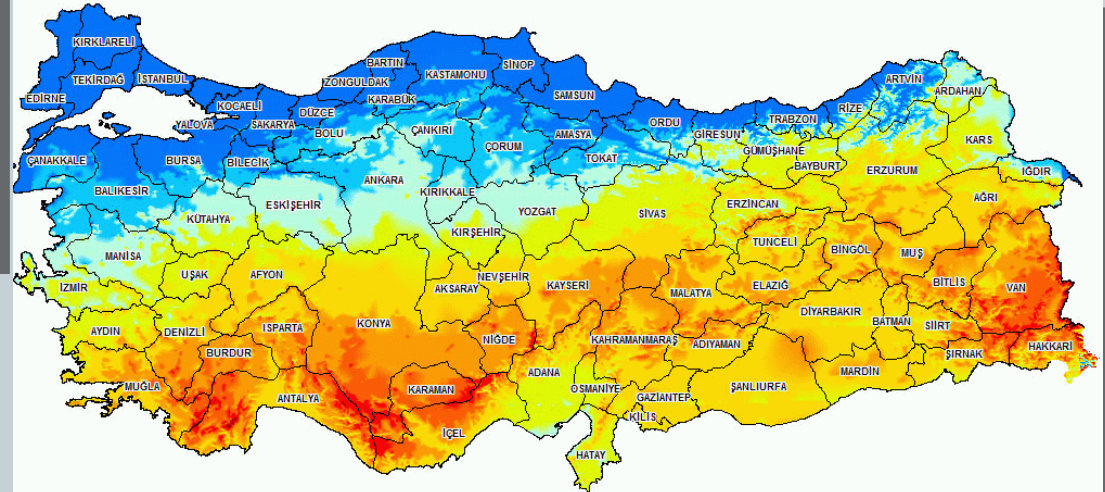 KIRKLARELİ
TEKİRDAĞ
İSTANBUL
EDİRNE
KOCAELİ
YALOVA
SAKARYA
DÜZCE
ZONGULDAK
BARTIN
KARABÜK
KASTAMONU
SİNOP
SAMSUN
BOLU
ÇANKIRI
ÇORUM
AMASYA
TOKAT
ORDU
GİRESUN
TRABZON
RİZE
ARTVİN
ARDAHAN
KARS
GÜMÜŞHANE
BAYBURT
ERZURUM
IĞDIR
AĞRI
ÇANAKKALE
BURSA
BİLECİK
BALIKESİR
KÜTAHYA
ESKİŞEHİR
ANKARA
KIRIKKALE
YOZGAT
KIRŞEHİR
SİVAS
ERZİNCAN
TUNCELİ
BİNGÖL
MUŞ
BİTLİS
VAN
MANİSA
İZMİR
UŞAK
AFYON
AKSARAY
NEVŞEHİR
KAYSERİ
MALATYA
ELAZIĞ
DİYARBAKIR
BATMAN
SİİRT
ŞIRNAK
HAKKARİ
AYDIN
DENİZLİ
ISPARTA
BURDUR
KONYA
NİĞDE
KAHRAMANMARAŞ
ADIYAMAN
MARDİN
MUĞLA
ANTALYA
KARAMAN
İÇEL
ADANA
OSMANİYE
GAZİANTEP
ŞANLIURFA
KİLİS
HATAY